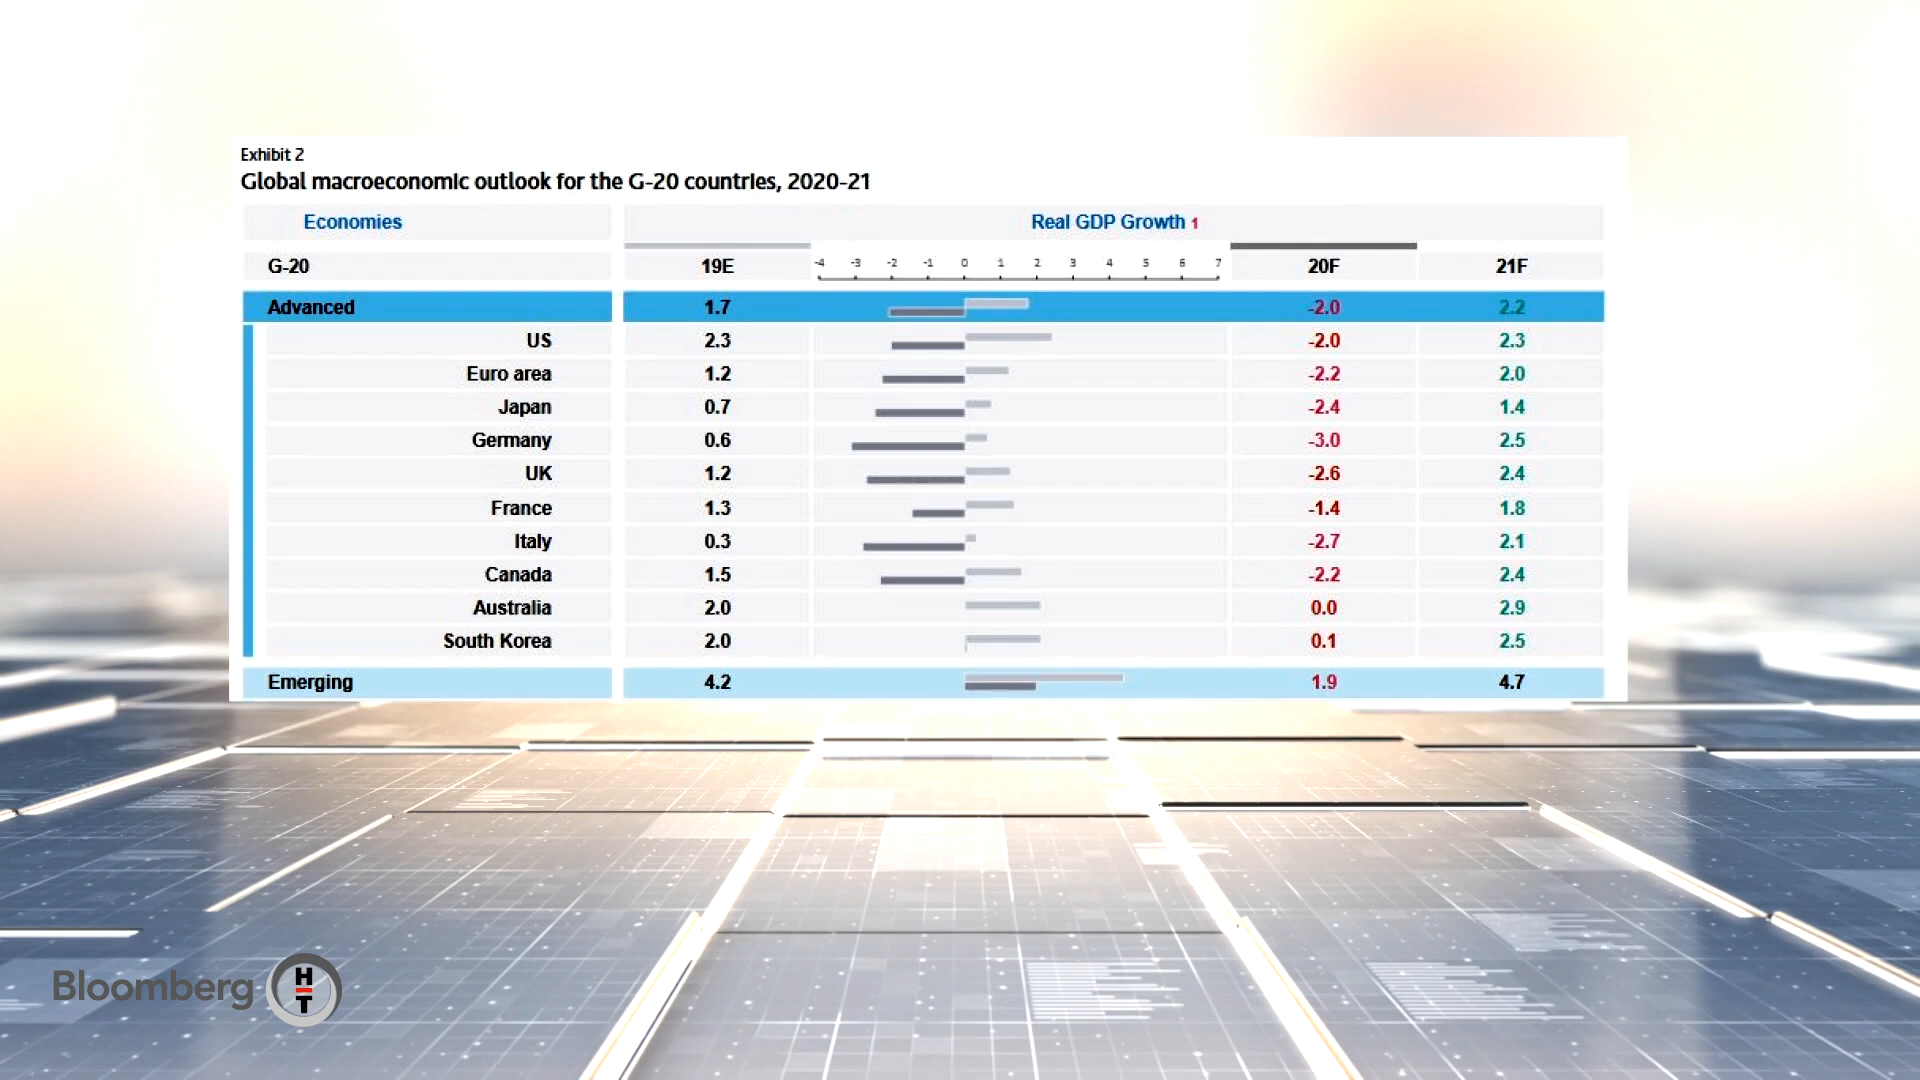 Exhibit 2
Global macroeconomic outlook for the G-20 countries, 2020-21
Economies Real GDP Growth 1
G-20 19E -4 -3 -2 -1 0 1 2 3 4 5 6 7 20F 21F
Advanced 1.7 -2.0 2.2
US 2.3 -2.0 2.3
Euro area 1.2 -2.2 2.0
Japan 0.7 -2.4 1.4
Germany 0.6 -3.0 2.5
UK 1.2 -2.6 2.4
France 1.3 -1.4 1.8
Italy 0.3 -2.7 2.1
Canada 1.5 -2.2 2.4
Australia 2.0 0.0 2.9
South Korea 2.0 0.1 2.5
Emerging 4.2 1.9 4.7
Bloomberg HT